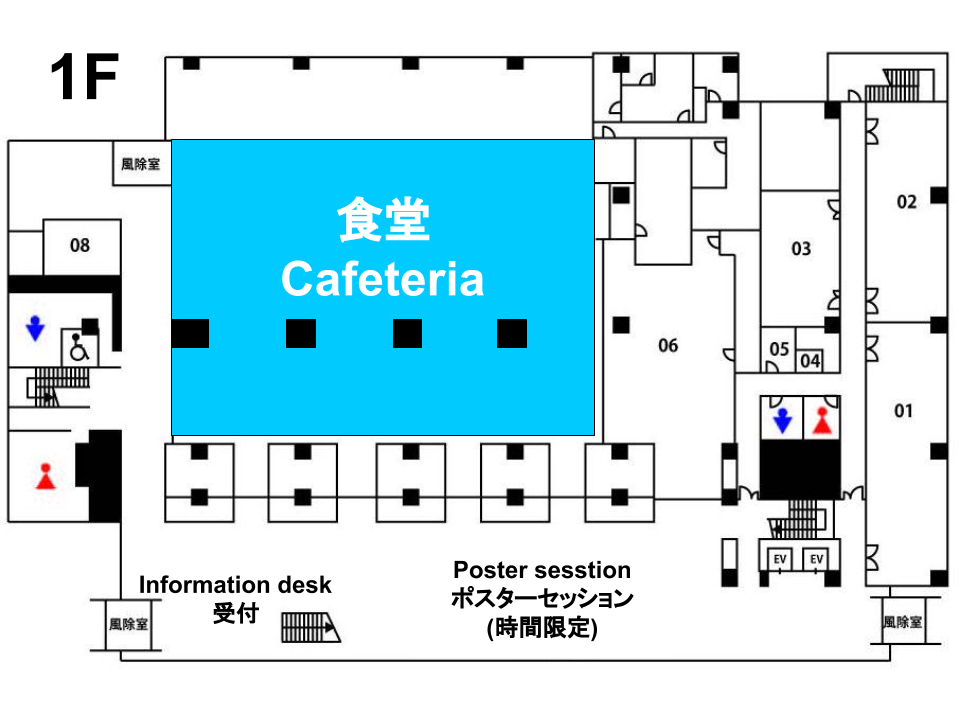 1F
風除室
食堂
Cafeteria
08
02
03
06
05
04
01
EV
EV
Information desk
受付
Poster sesstion
ポスターセッション
(時間限定)
風除室
風除室